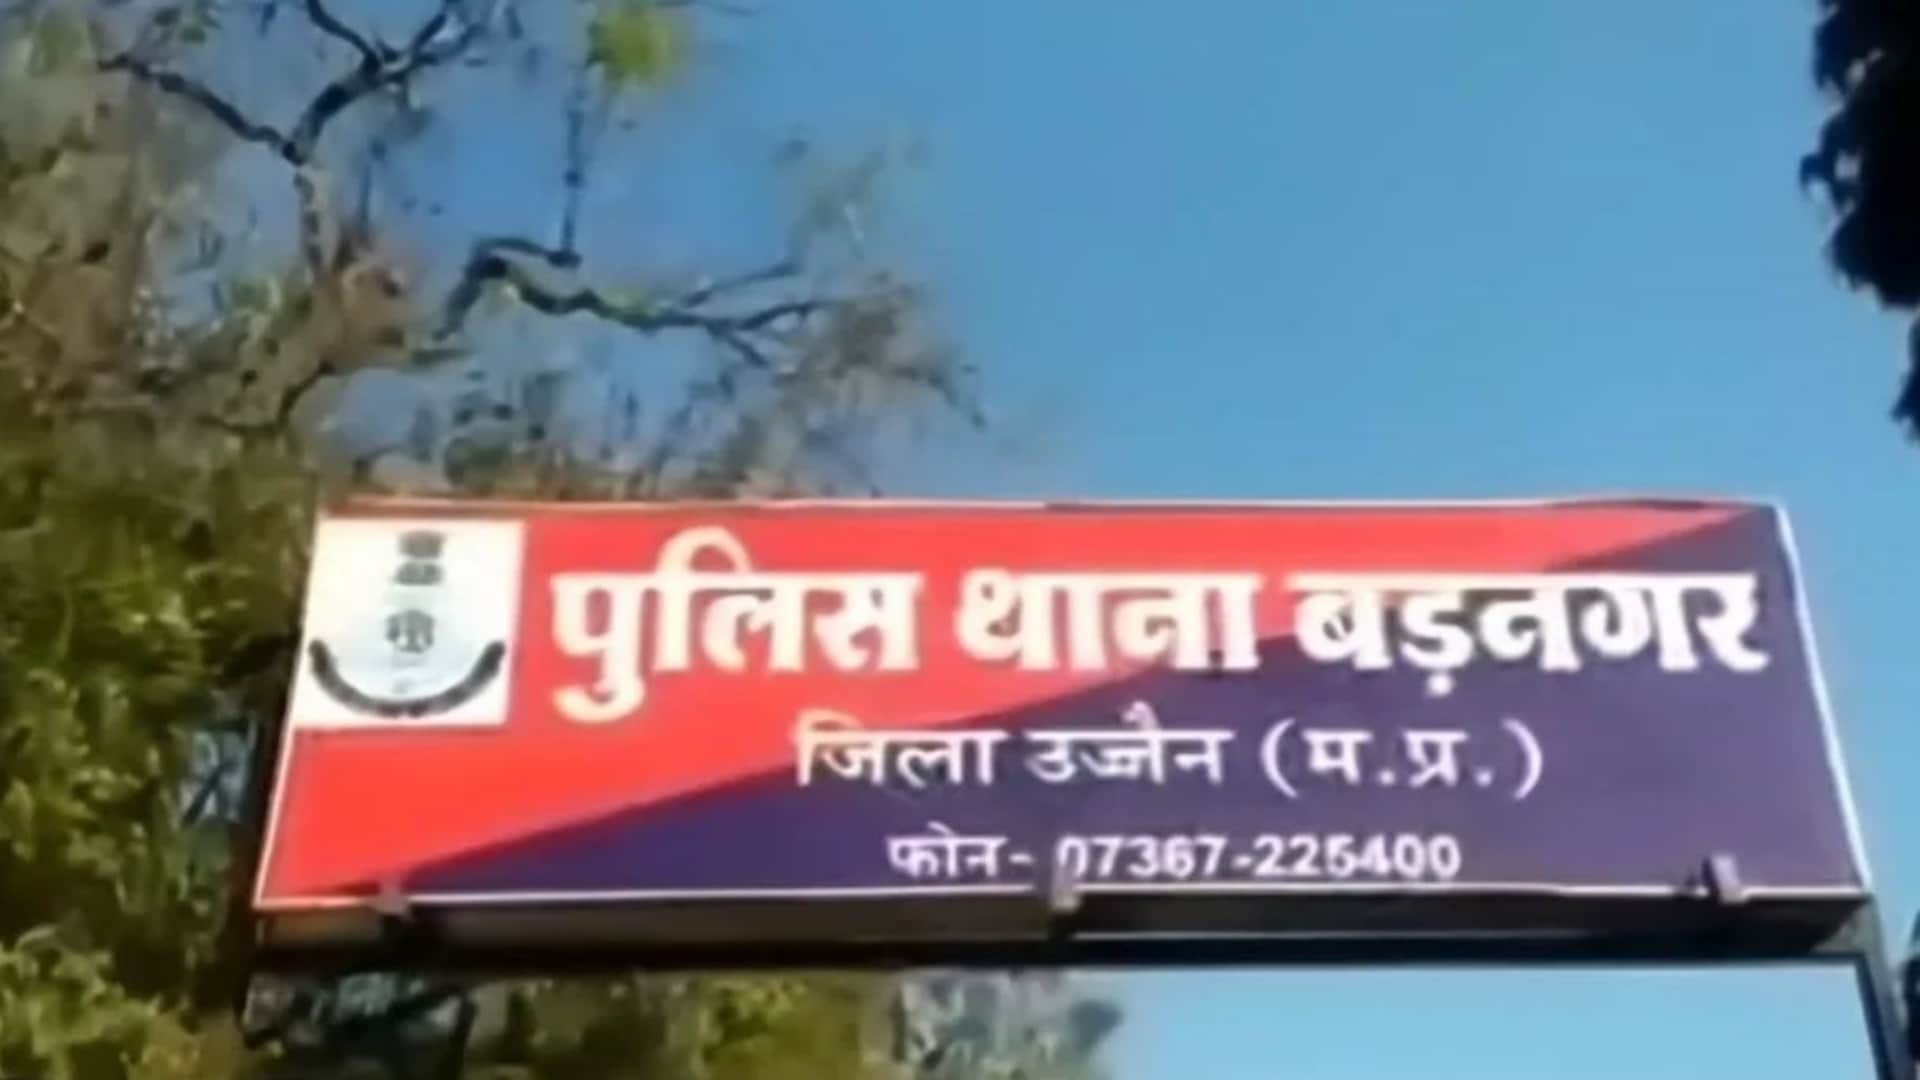 पुलिस थाना बड़नगर
जिला उज्जैन (म.प्र.)
फोन- 07367-225400